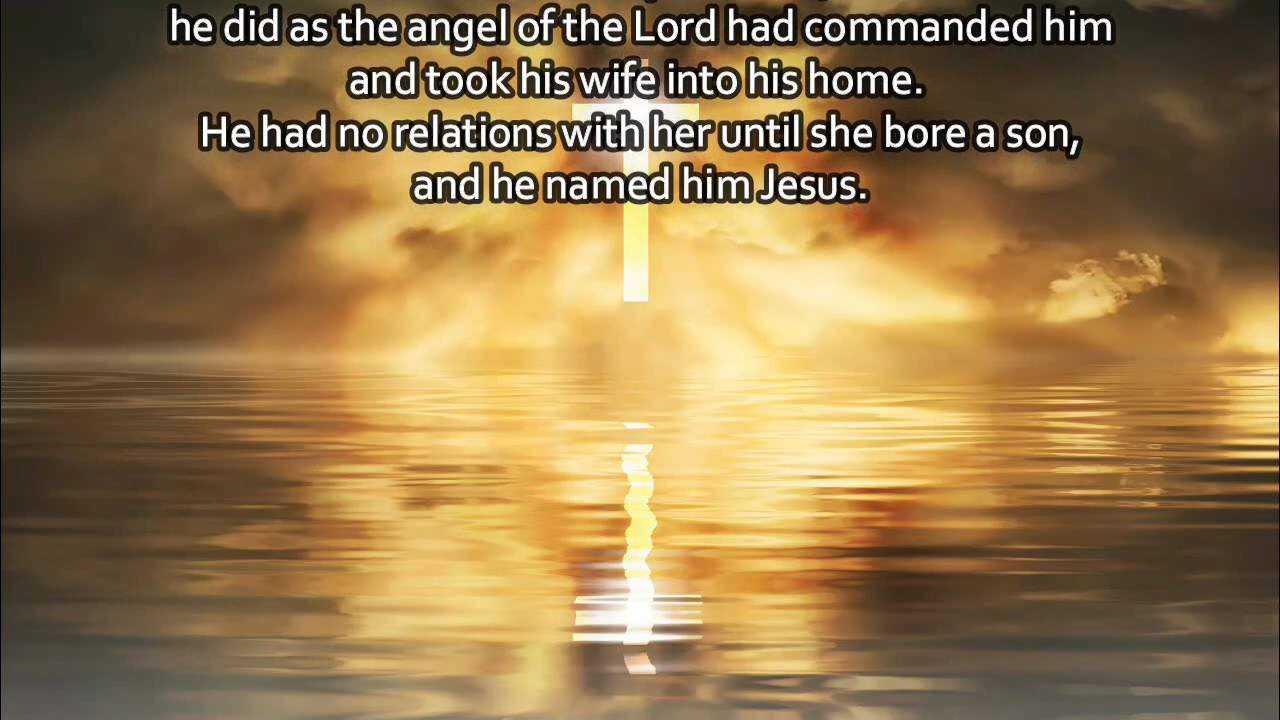 he did as the angel of the Lord had commanded him
and took his wife into his home.
He had no relations with her until she bore a son,
and he named him Jesus.